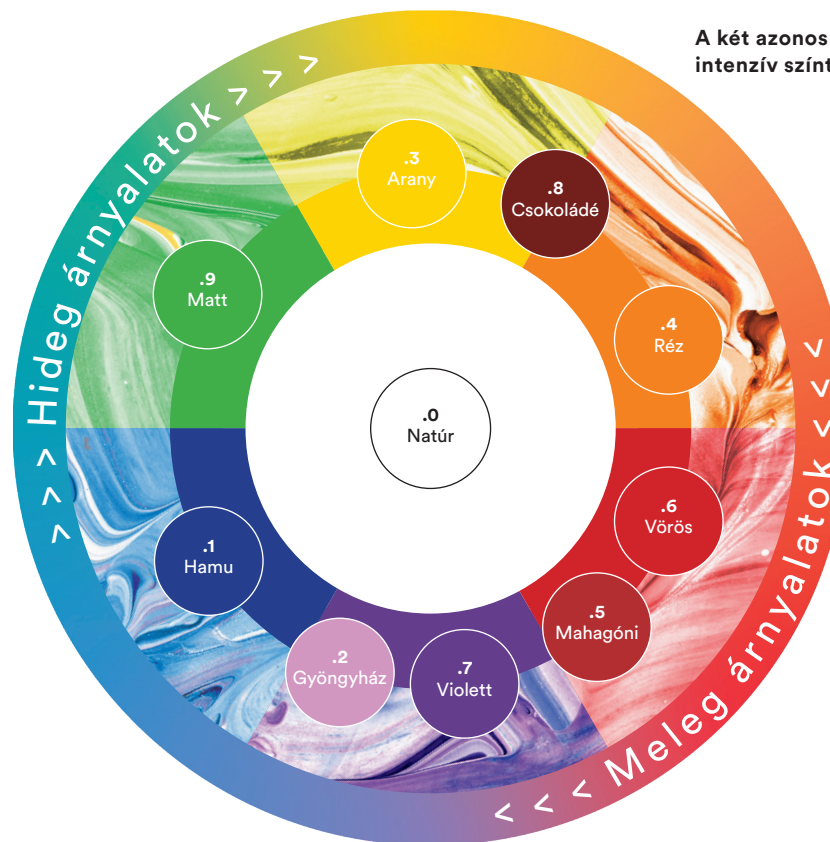 A két azonos
intenzív színt
>>> Hideg árnyalatok >>>
.3
Arany
.8
Csokoládé
.9
Matt
.4
Réz
.0
Natúr
.6
Vörös
.1
Hamu
.5
Mahagóni
.2
Gyöngyház
.7
Violett
<<< Meleg árnyalatok <<<<